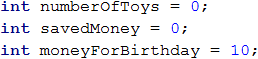 int numberOfToys = 0;
int savedMoney = 0;
int moneyForBirthday = 10;